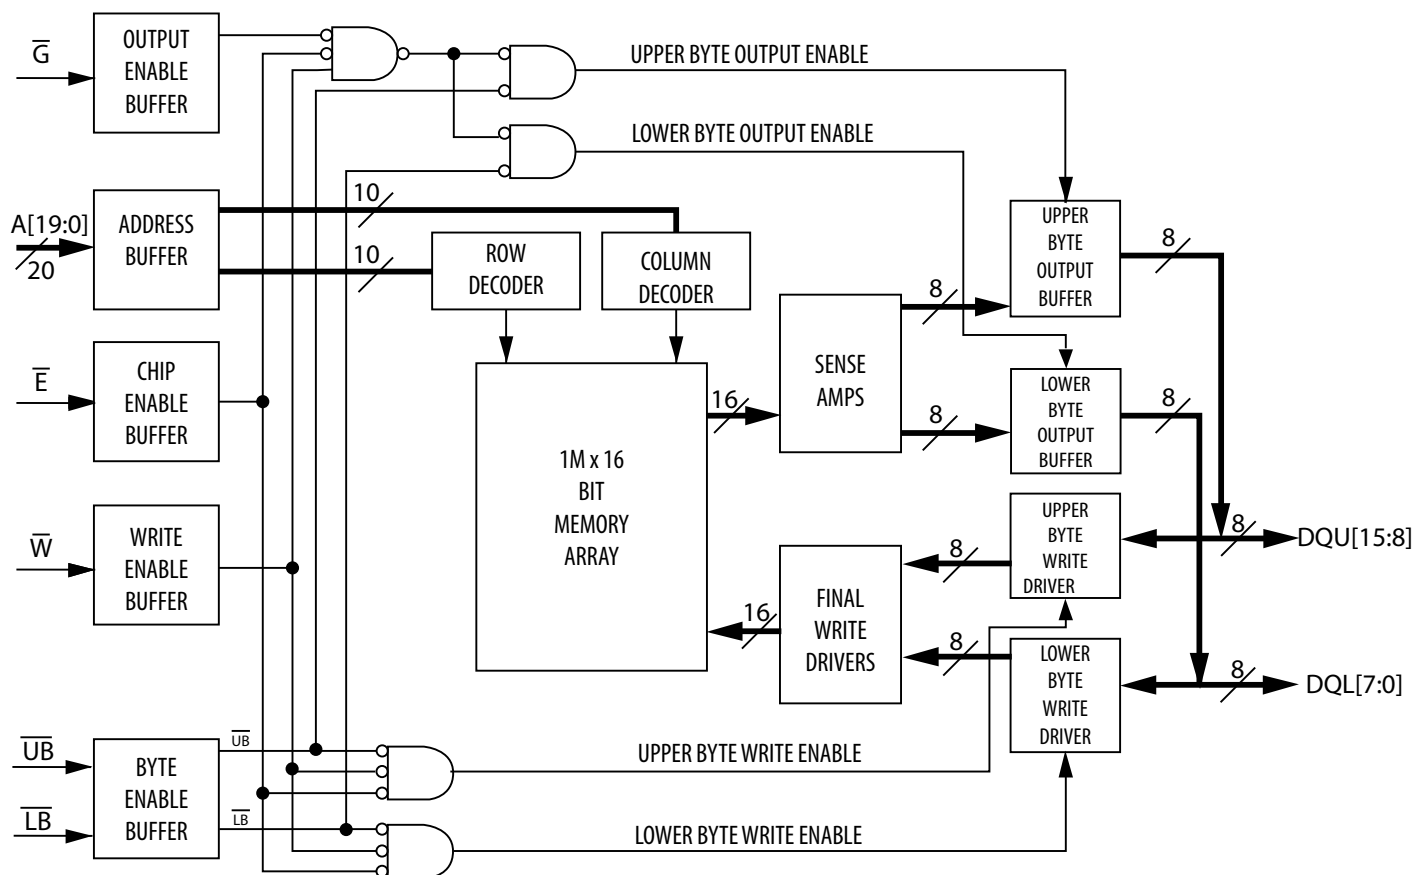 G̅
OUTPUT
ENABLE
BUFFER
UPPER BYTE OUTPUT ENABLE
LOWER BYTE OUTPUT ENABLE
A[19:0]
20
ADDRESS
BUFFER
10
10
ROW
DECODER
COLUMN
DECODER
UPPER
BYTE
OUTPUT
BUFFER
8
E̅
CHIP
ENABLE
BUFFER
SENSE
AMPS
8
8
16
LOWER
BYTE
OUTPUT
BUFFER
8
1M x 16
BIT
MEMORY
ARRAY
W̅
WRITE
ENABLE
BUFFER
UPPER
BYTE
WRITE
DRIVER
8
8
DQU[15:8]
FINAL
WRITE
DRIVERS
16
8
LOWER
BYTE
WRITE
DRIVER
8
DQL[7:0]
U̅B̅
L̅B̅
BYTE
ENABLE
BUFFER
U̅B̅
L̅B̅
UPPER BYTE WRITE ENABLE
LOWER BYTE WRITE ENABLE